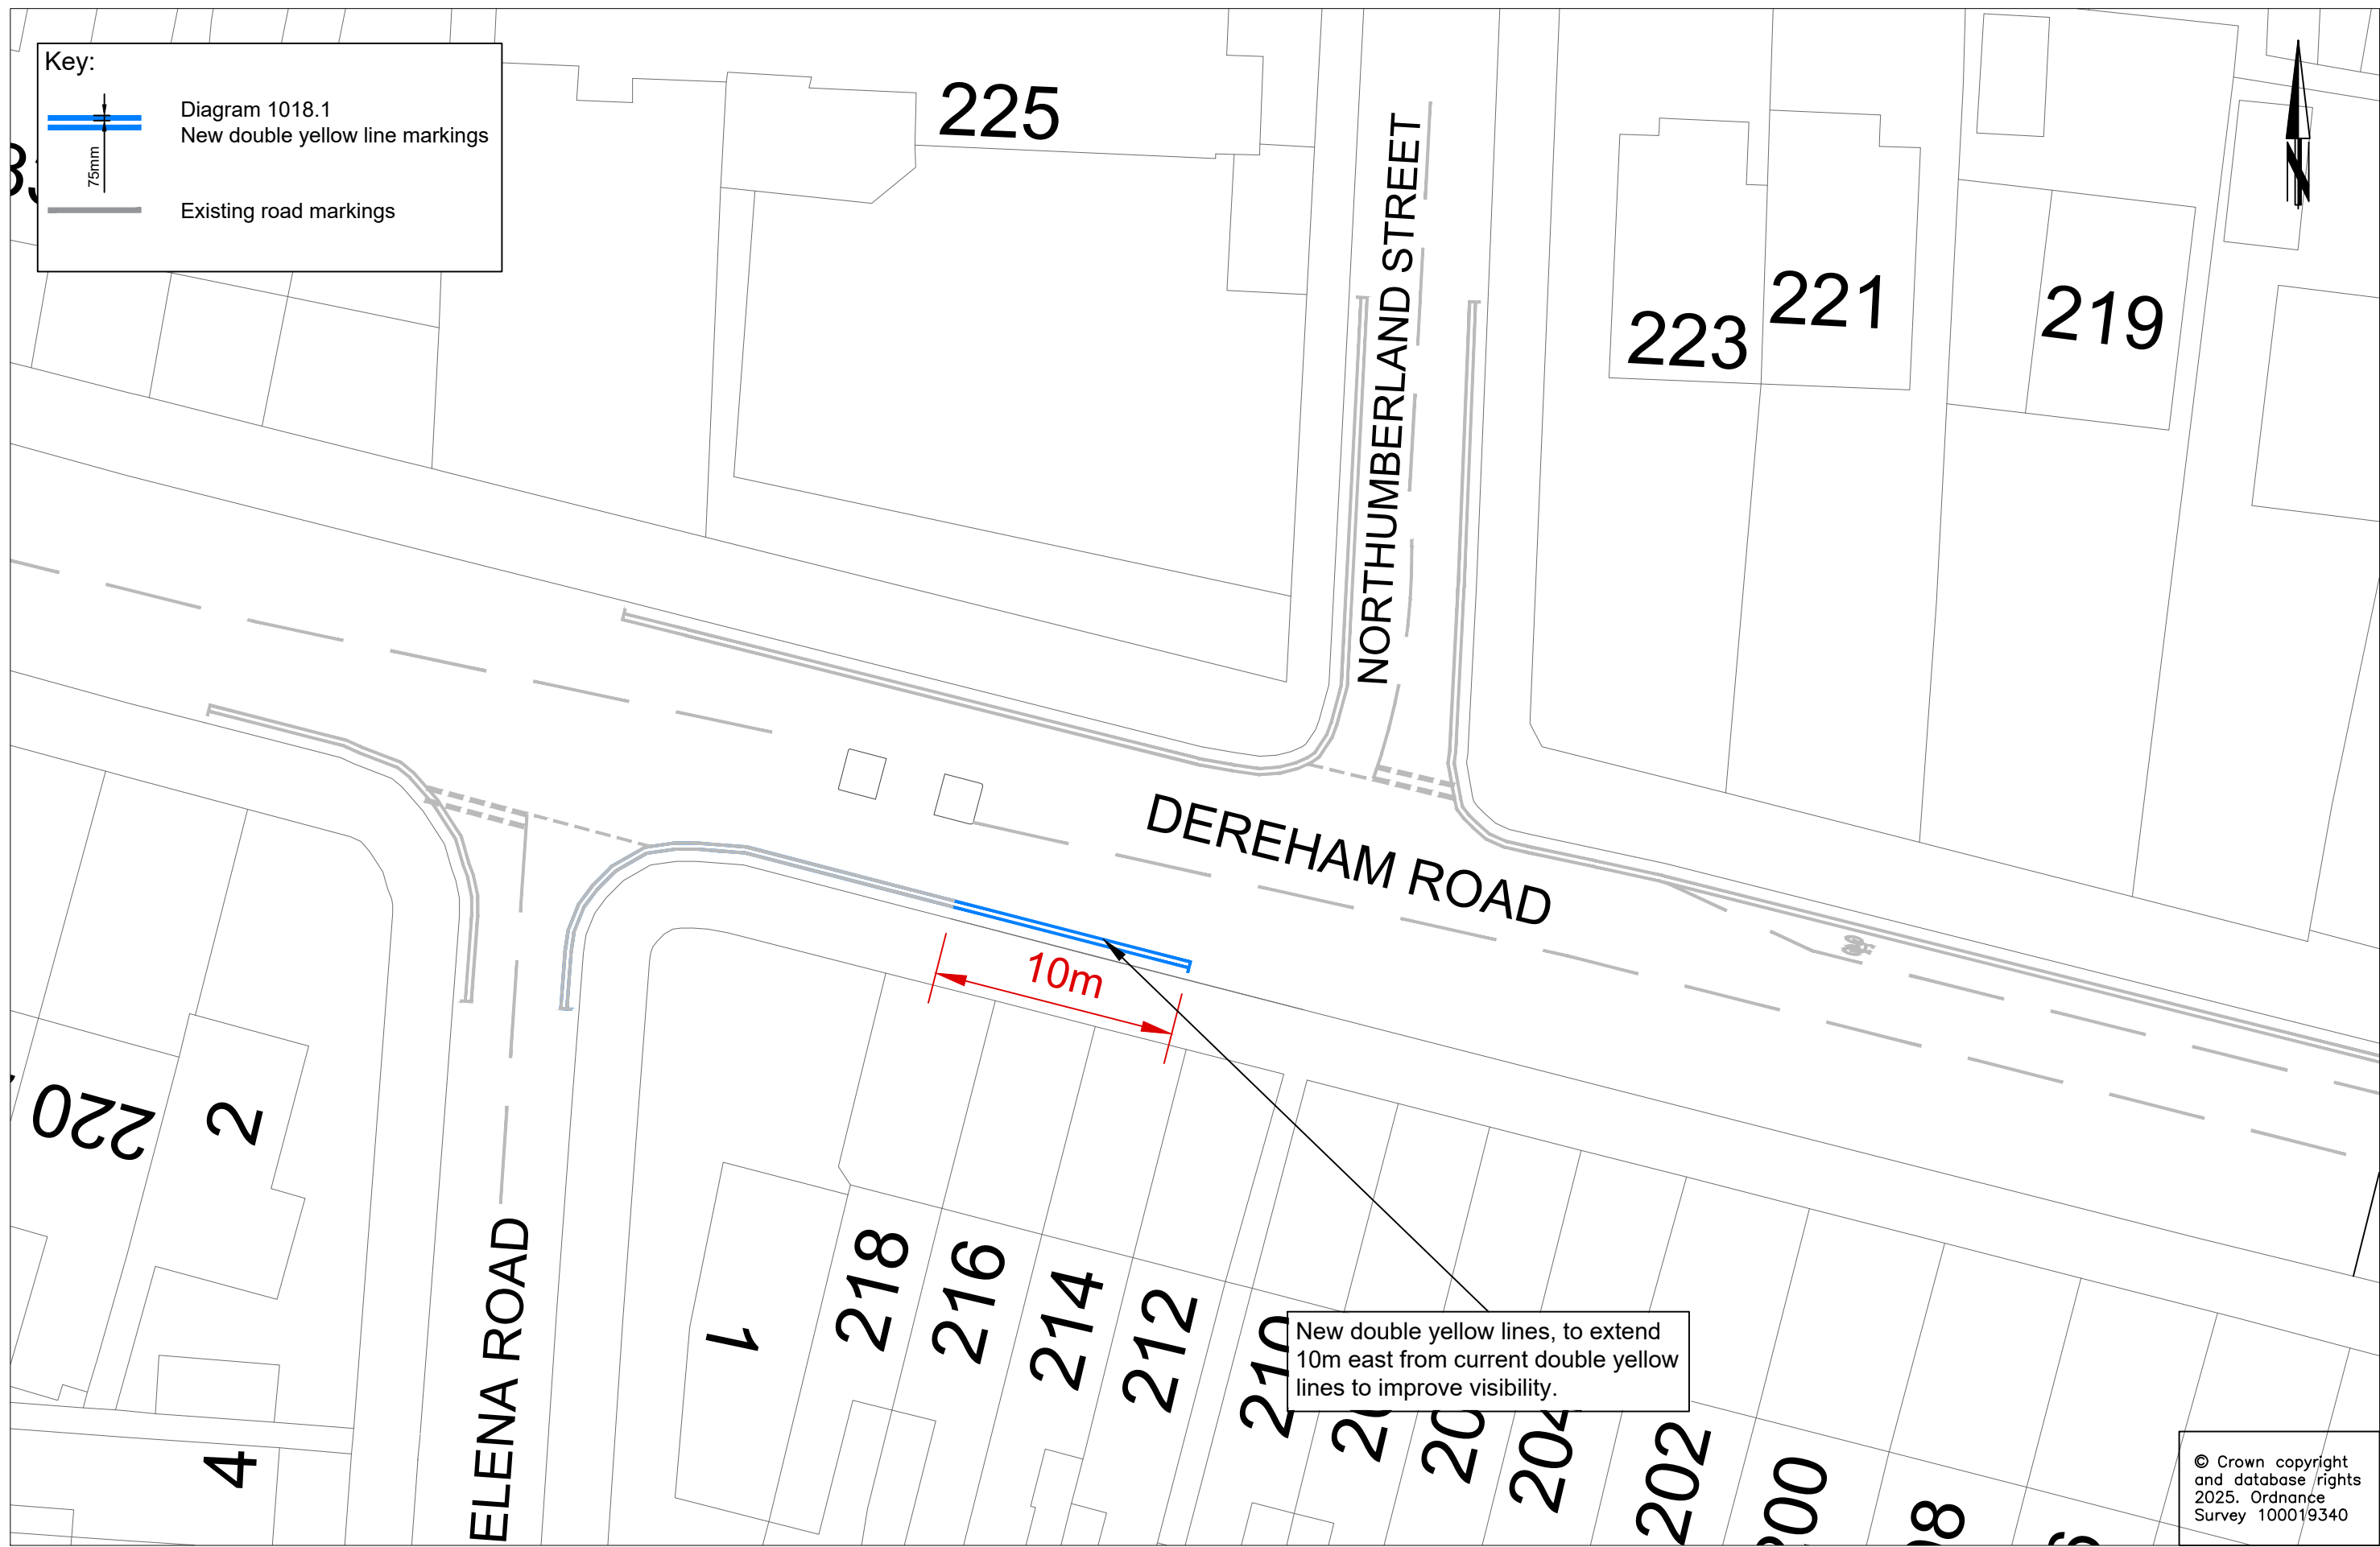 Key:
Diagram 1018.1
New double yellow line markings
75mm
Existing road markings
225
NORTHUMBERLAND STREET
223
221
219
N
DEREHAM ROAD
10m
220
2
4
ELENA ROAD
1
218
216
214
212
210
204
202
200
New double yellow lines, to extend
10m east from current double yellow
lines to improve visibility.
© Crown copyright
and database rights
2025. Ordnance
Survey 100019340